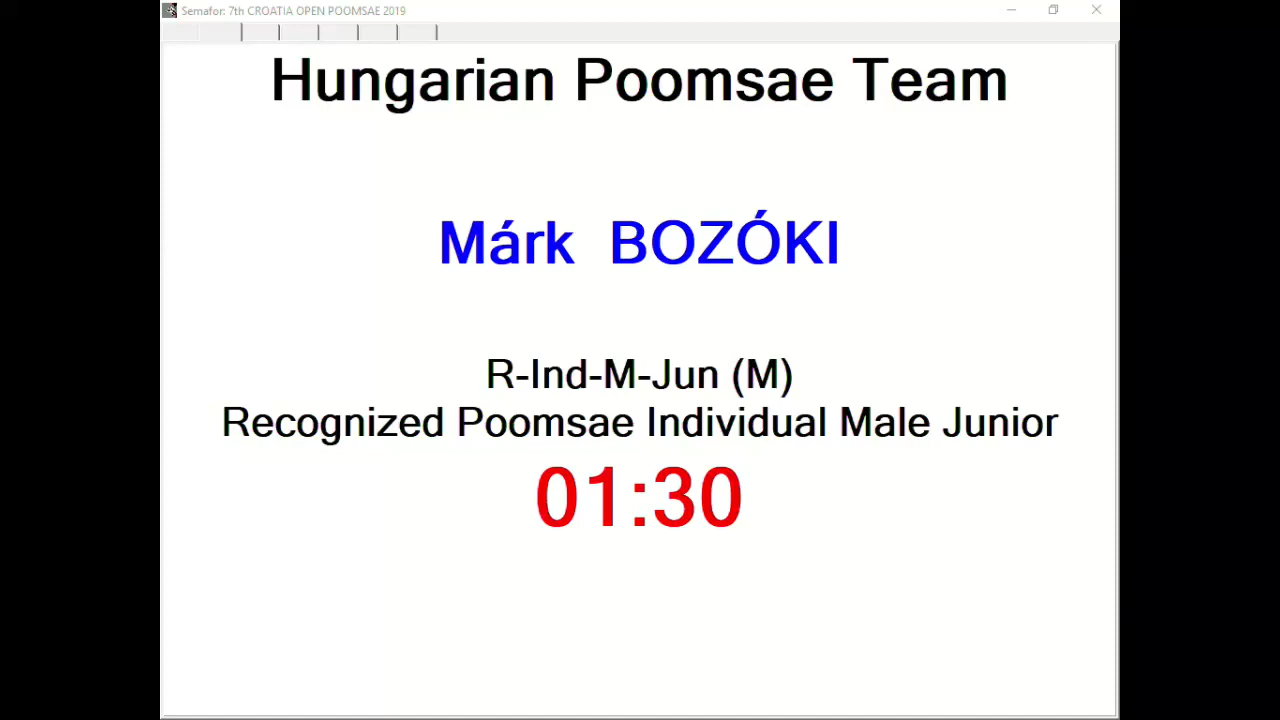 Semafor: 7th CROATIA OPEN POOMSAE 2019
Hungarian Poomsae Team
Márk BOZÓKI
R-Ind-M-Jun (M)
Recognized Poomsae Individual Male Junior
01:30